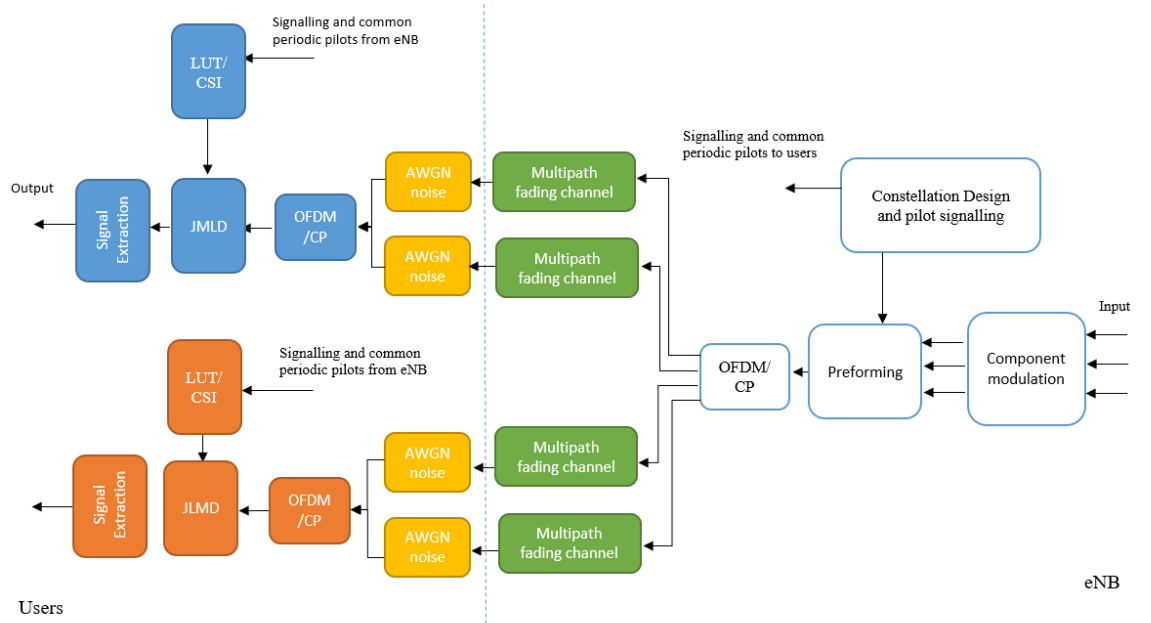 Signalling and common
periodic pilots from eNB
LUT/
CSI
Signalling and common
periodic pilots to users
Constellation Design
and pilot signalling
Output
Signal
Extraction
JMLD
OFDM
/CP
AWGN
noise
AWGN
noise
Multipath
fading channel
Multipath
fading channel
Input
Component
modulation
Preforming
OFDM/
CP
Signalling and common
periodic pilots from eNB
LUT/
CSI
Signal
Extraction
JLMD
OFDM
/CP
AWGN
noise
AWGN
noise
Multipath
fading channel
Multipath
fading channel
Users
eNB